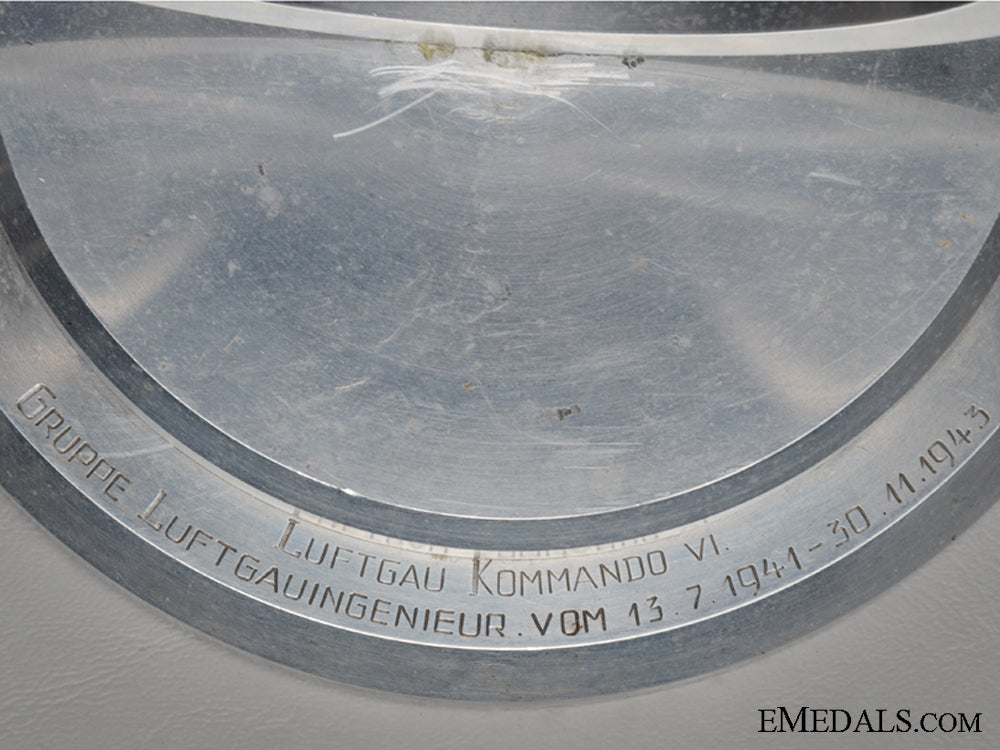 LUFTGAU KOMMANDO VI.
GRUPPE LUFTGAUINGENIEUR. VOM 13.7.1941-30.11.1943
EMEDALS.COM